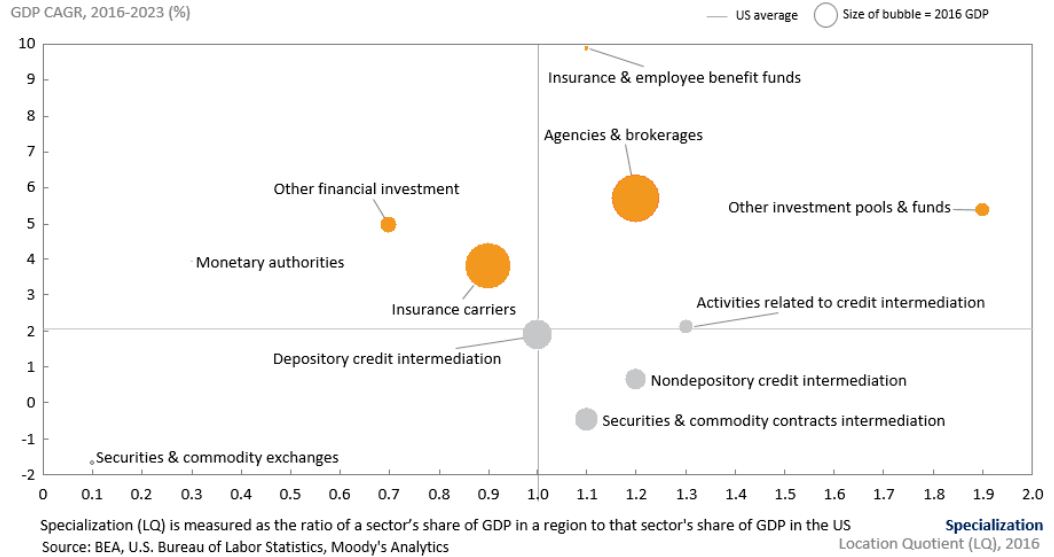 GDP CAGR, 2016-2023 (%)
US average
Size of bubble = 2016 GDP
10
9
8
7
6
5
4
3
2
1
0
-1
-2
Insurance & employee benefit funds
Agencies & brokerages
Other financial investment
Other investment pools & funds
Monetary authorities
Insurance carriers
Activities related to credit intermediation
Depository credit intermediation
Nondepository credit intermediation
Securities & commodity contracts intermediation
Securities & commodity exchanges
0 0.1 0.2 0.3 0.4 0.5 0.6 0.7 0.8 0.9 1.0 1.1 1.2 1.3 1.4 1.5 1.6 1.7 1.8 1.9 2.0
Specialization (LQ) is measured as the ratio of a sector’s share of GDP in a region to that sector's share of GDP in the US
Specialization
Source: BEA, U.S. Bureau of Labor Statistics, Moody's Analytics
Location Quotient (LQ), 2016